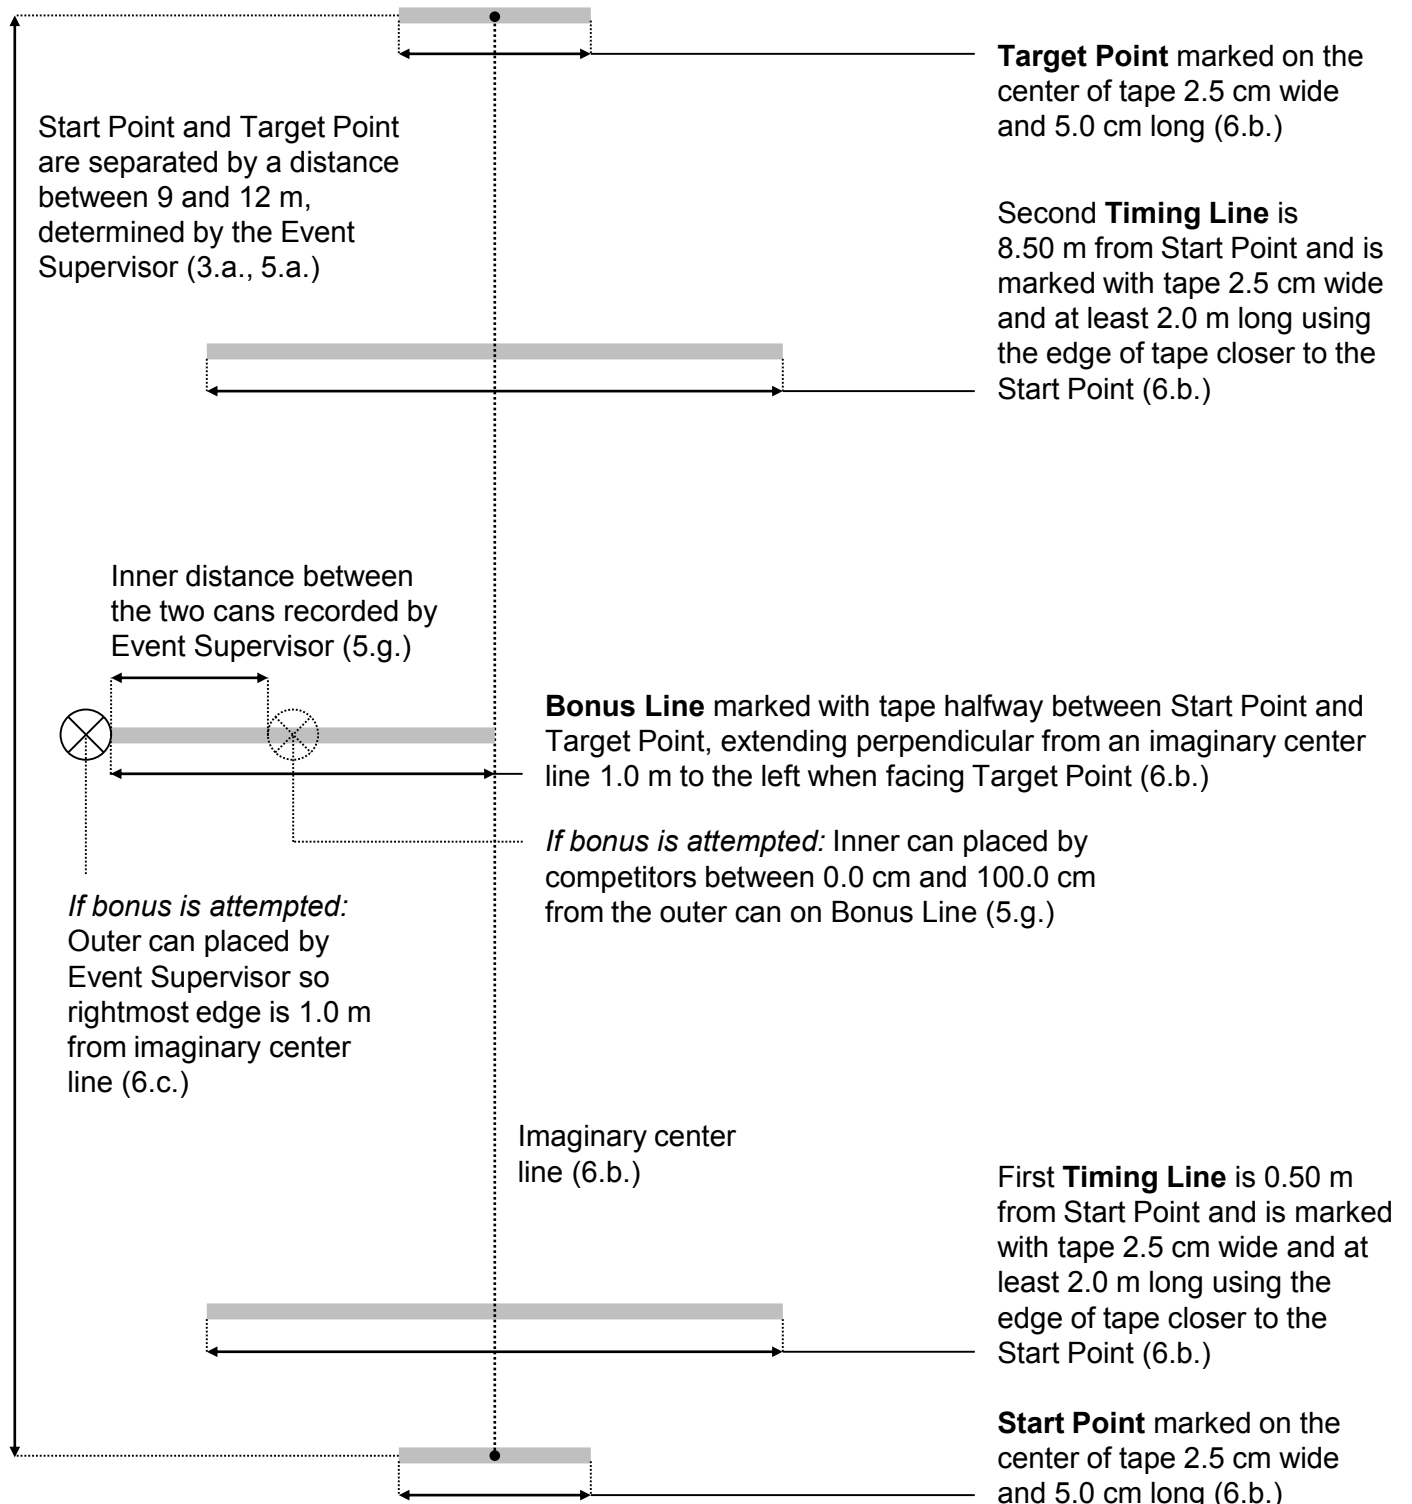 Target Point marked on the
center of tape 2.5 cm wide
and 5.0 cm long (6.b.)
Start Point and Target Point
are separated by a distance
between 9 and 12 m,
determined by the Event
Supervisor (3.a., 5.a.)
Second Timing Line is
8.50 m from Start Point and is
marked with tape 2.5 cm wide
and at least 2.0 m long using
the edge of tape closer to the
Start Point (6.b.)
Inner distance between
the two cans recorded by
Event Supervisor (5.g.)
Bonus Line marked with tape halfway between Start Point and
Target Point, extending perpendicular from an imaginary center
line 1.0 m to the left when facing Target Point (6.b.)
If bonus is attempted: Inner can placed by
competitors between 0.0 cm and 100.0 cm
from the outer can on Bonus Line (5.g.)
If bonus is attempted:
Outer can placed by
Event Supervisor so
rightmost edge is 1.0 m
from imaginary center
line (6.c.)
Imaginary center
line (6.b.)
First Timing Line is 0.50 m
from Start Point and is marked
with tape 2.5 cm wide and at
least 2.0 m long using the
edge of tape closer to the
Start Point (6.b.)
Start Point marked on the
center of tape 2.5 cm wide
and 5.0 cm long (6.b.)